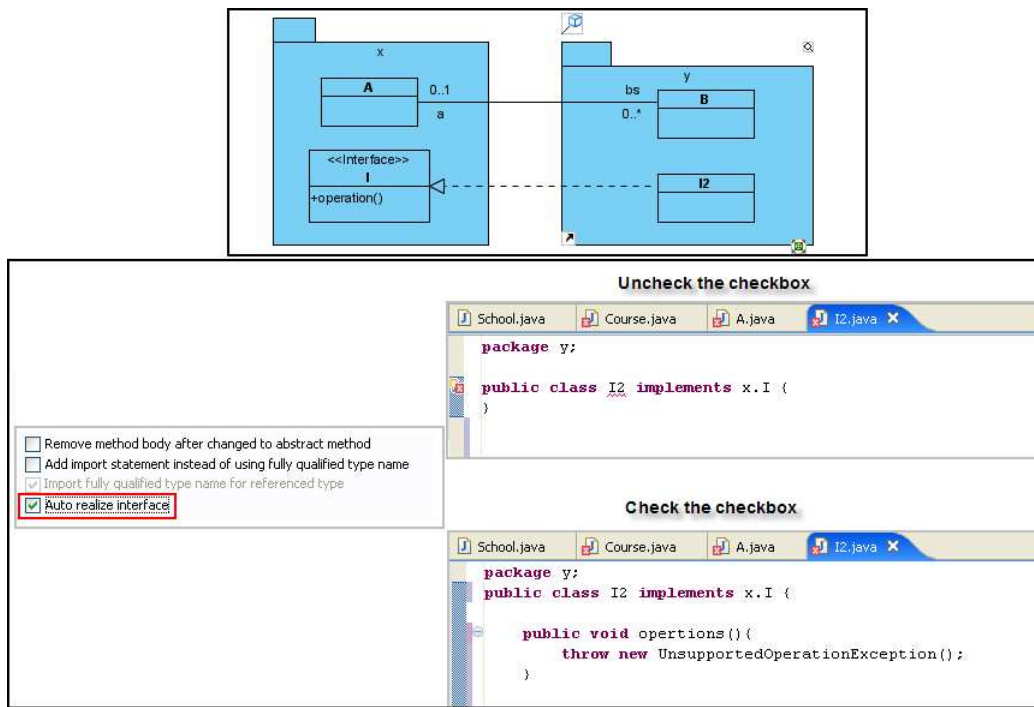 x
A
0..1
a
<<Interface>>
I
+operation()
y
bs
0..*
B
I2
Uncheck the checkbox
School.java
Course.java
A.java
I2.java
package y;
public class I2 implements x.I {
}
Remove method body after changed to abstract method
Add import statement instead of using fully qualified type name
Import fully qualified type name for referenced type
Auto realize interface
Check the checkbox
School.java
Course.java
A.java
I2.java
package y;
public class I2 implements x.I {
public void opertions(){
throw new UnsupportedOperationException();
}